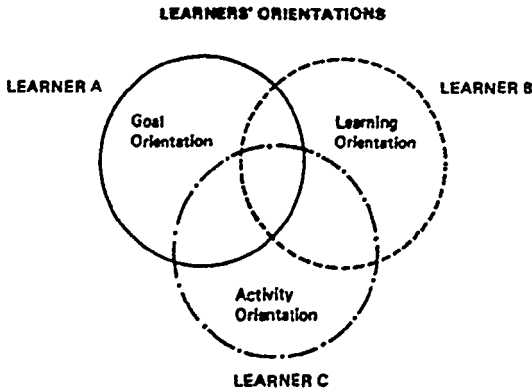 LEARNERS' ORIENTATIONS
LEARNER A
LEARNER B
Goal
Orientation
Learning
Orientation
Activity
Orientation
LEARNER C